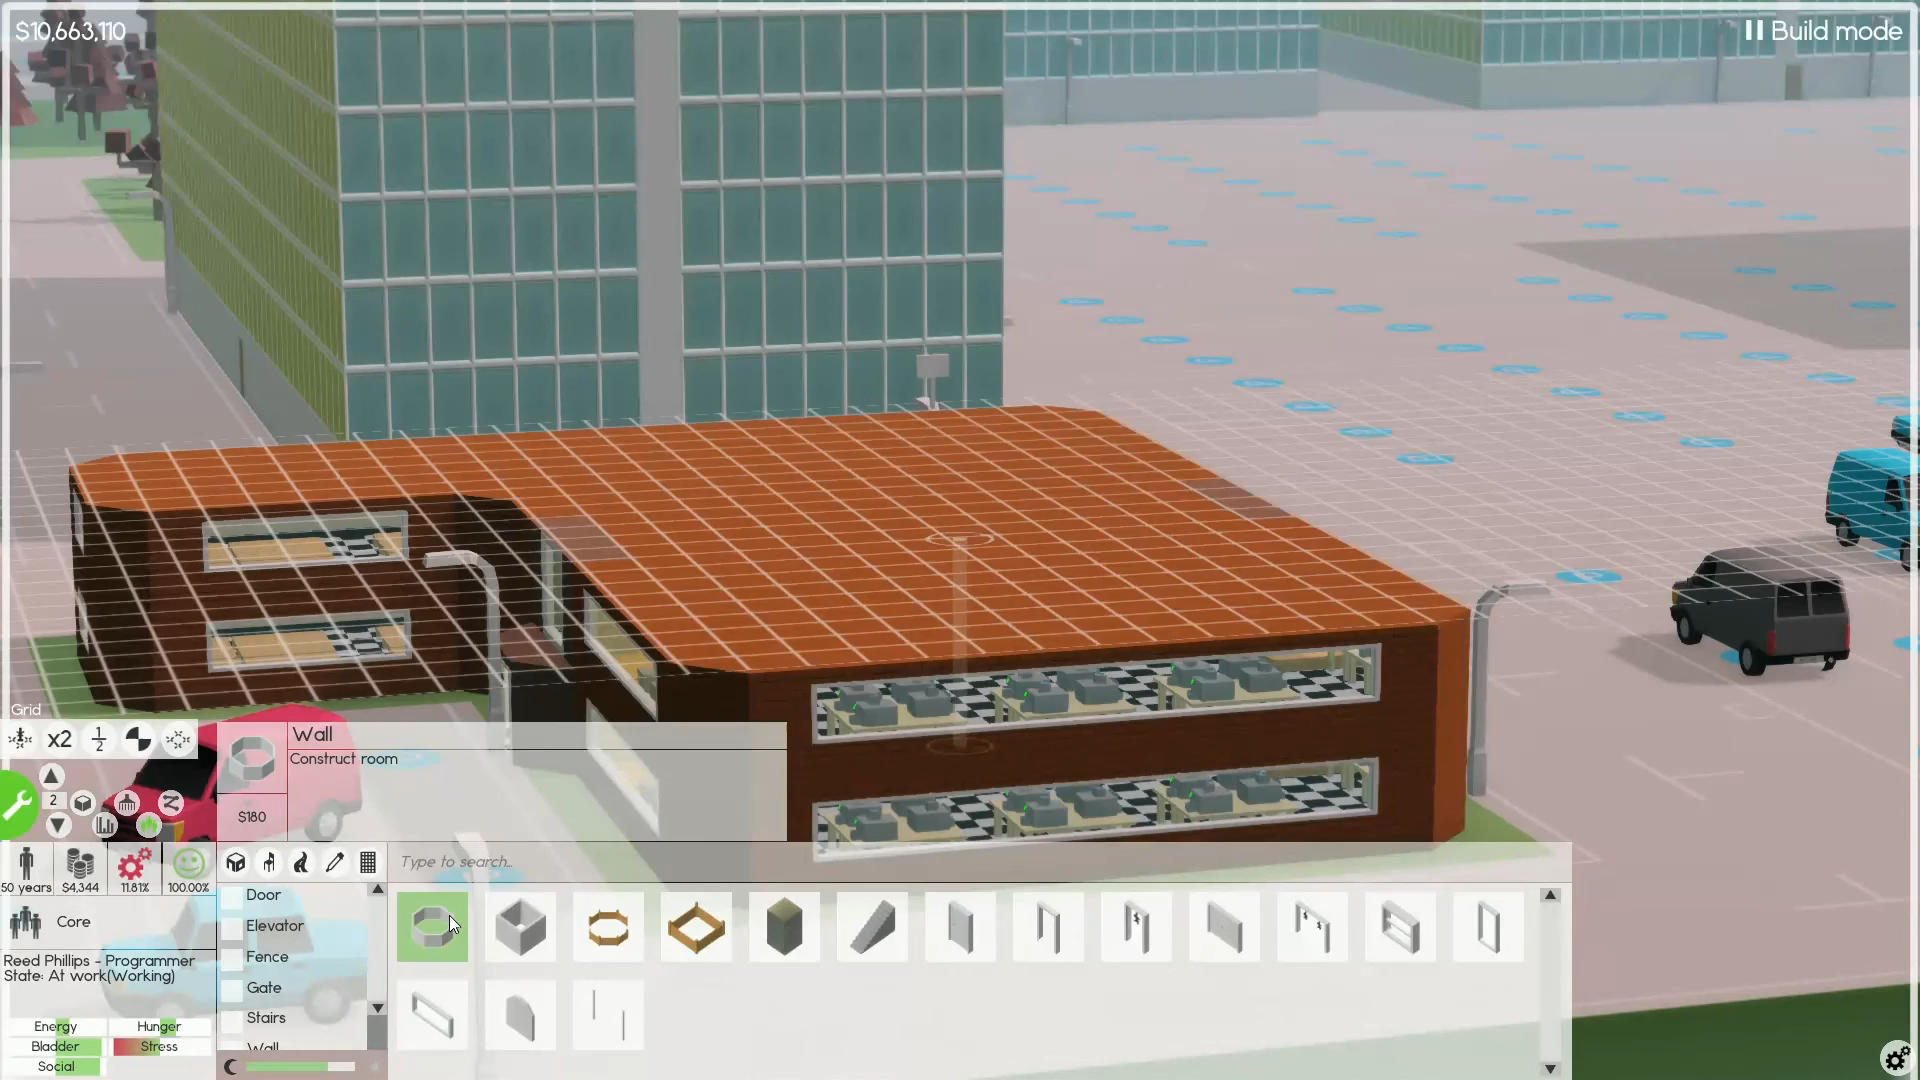 $10,663,110
Build mode
Grid
x2
1/2
2
Wall
Construct room
$180
50 years
$4,344
11.81%
100.00%
Type to search...
Core
Reed Phillips - Programmer
State: At work(Working)
Energy
Hunger
Bladder
Stress
Social
Door
Elevator
Fence
Gate
Stairs
Wall